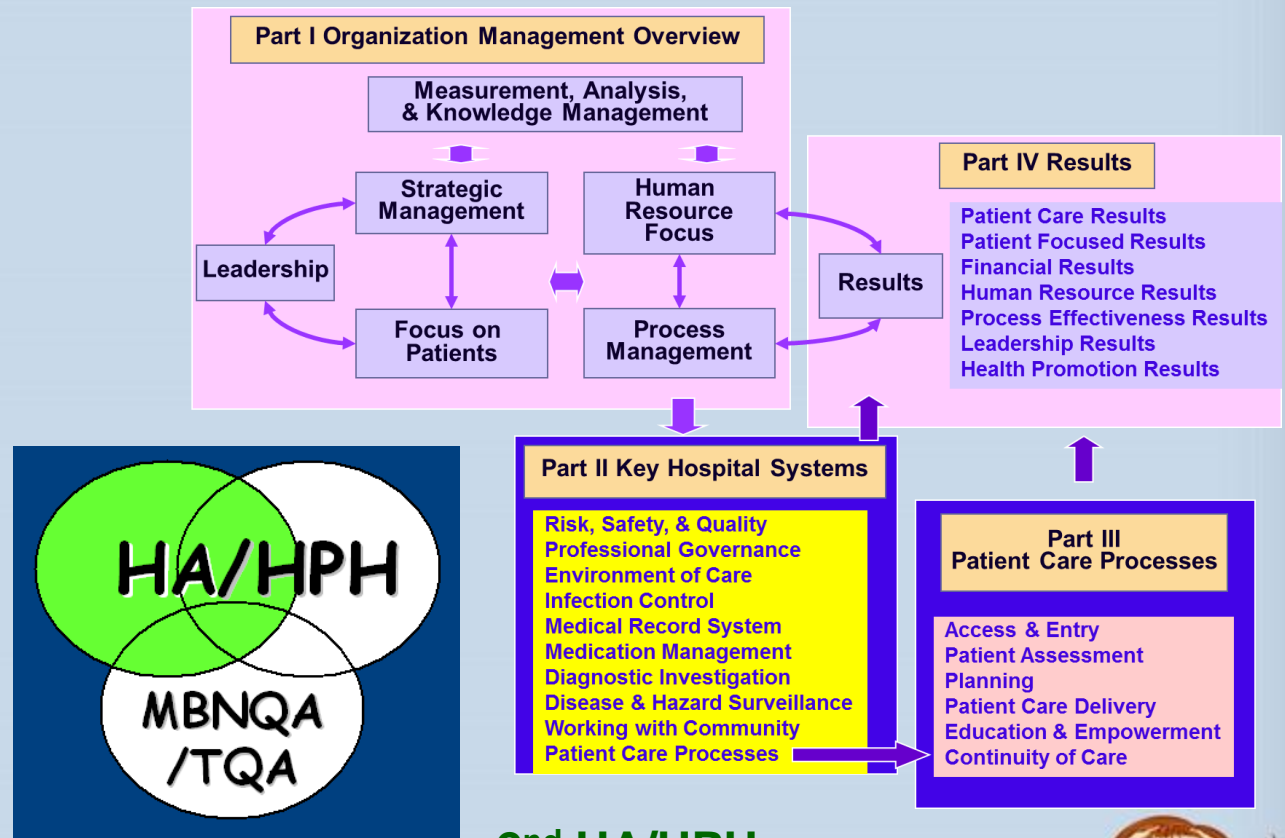 Part I Organization Management Overview
Measurement, Analysis,
& Knowledge Management
Strategic
Management
Human
Resource
Focus
Leadership
Focus on
Patients
Process
Management
Results
Part IV Results
Patient Care Results
Patient Focused Results
Financial Results
Human Resource Results
Process Effectiveness Results
Leadership Results
Health Promotion Results
Part II Key Hospital Systems
Risk, Safety, & Quality
Professional Governance
Environment of Care
Infection Control
Medical Record System
Medication Management
Diagnostic Investigation
Disease & Hazard Surveillance
Working with Community
Patient Care Processes
Part III
Patient Care Processes
Access & Entry
Patient Assessment
Planning
Patient Care Delivery
Education & Empowerment
Continuity of Care
HA/HPH
MBNQA
/TQA
HA/HPH